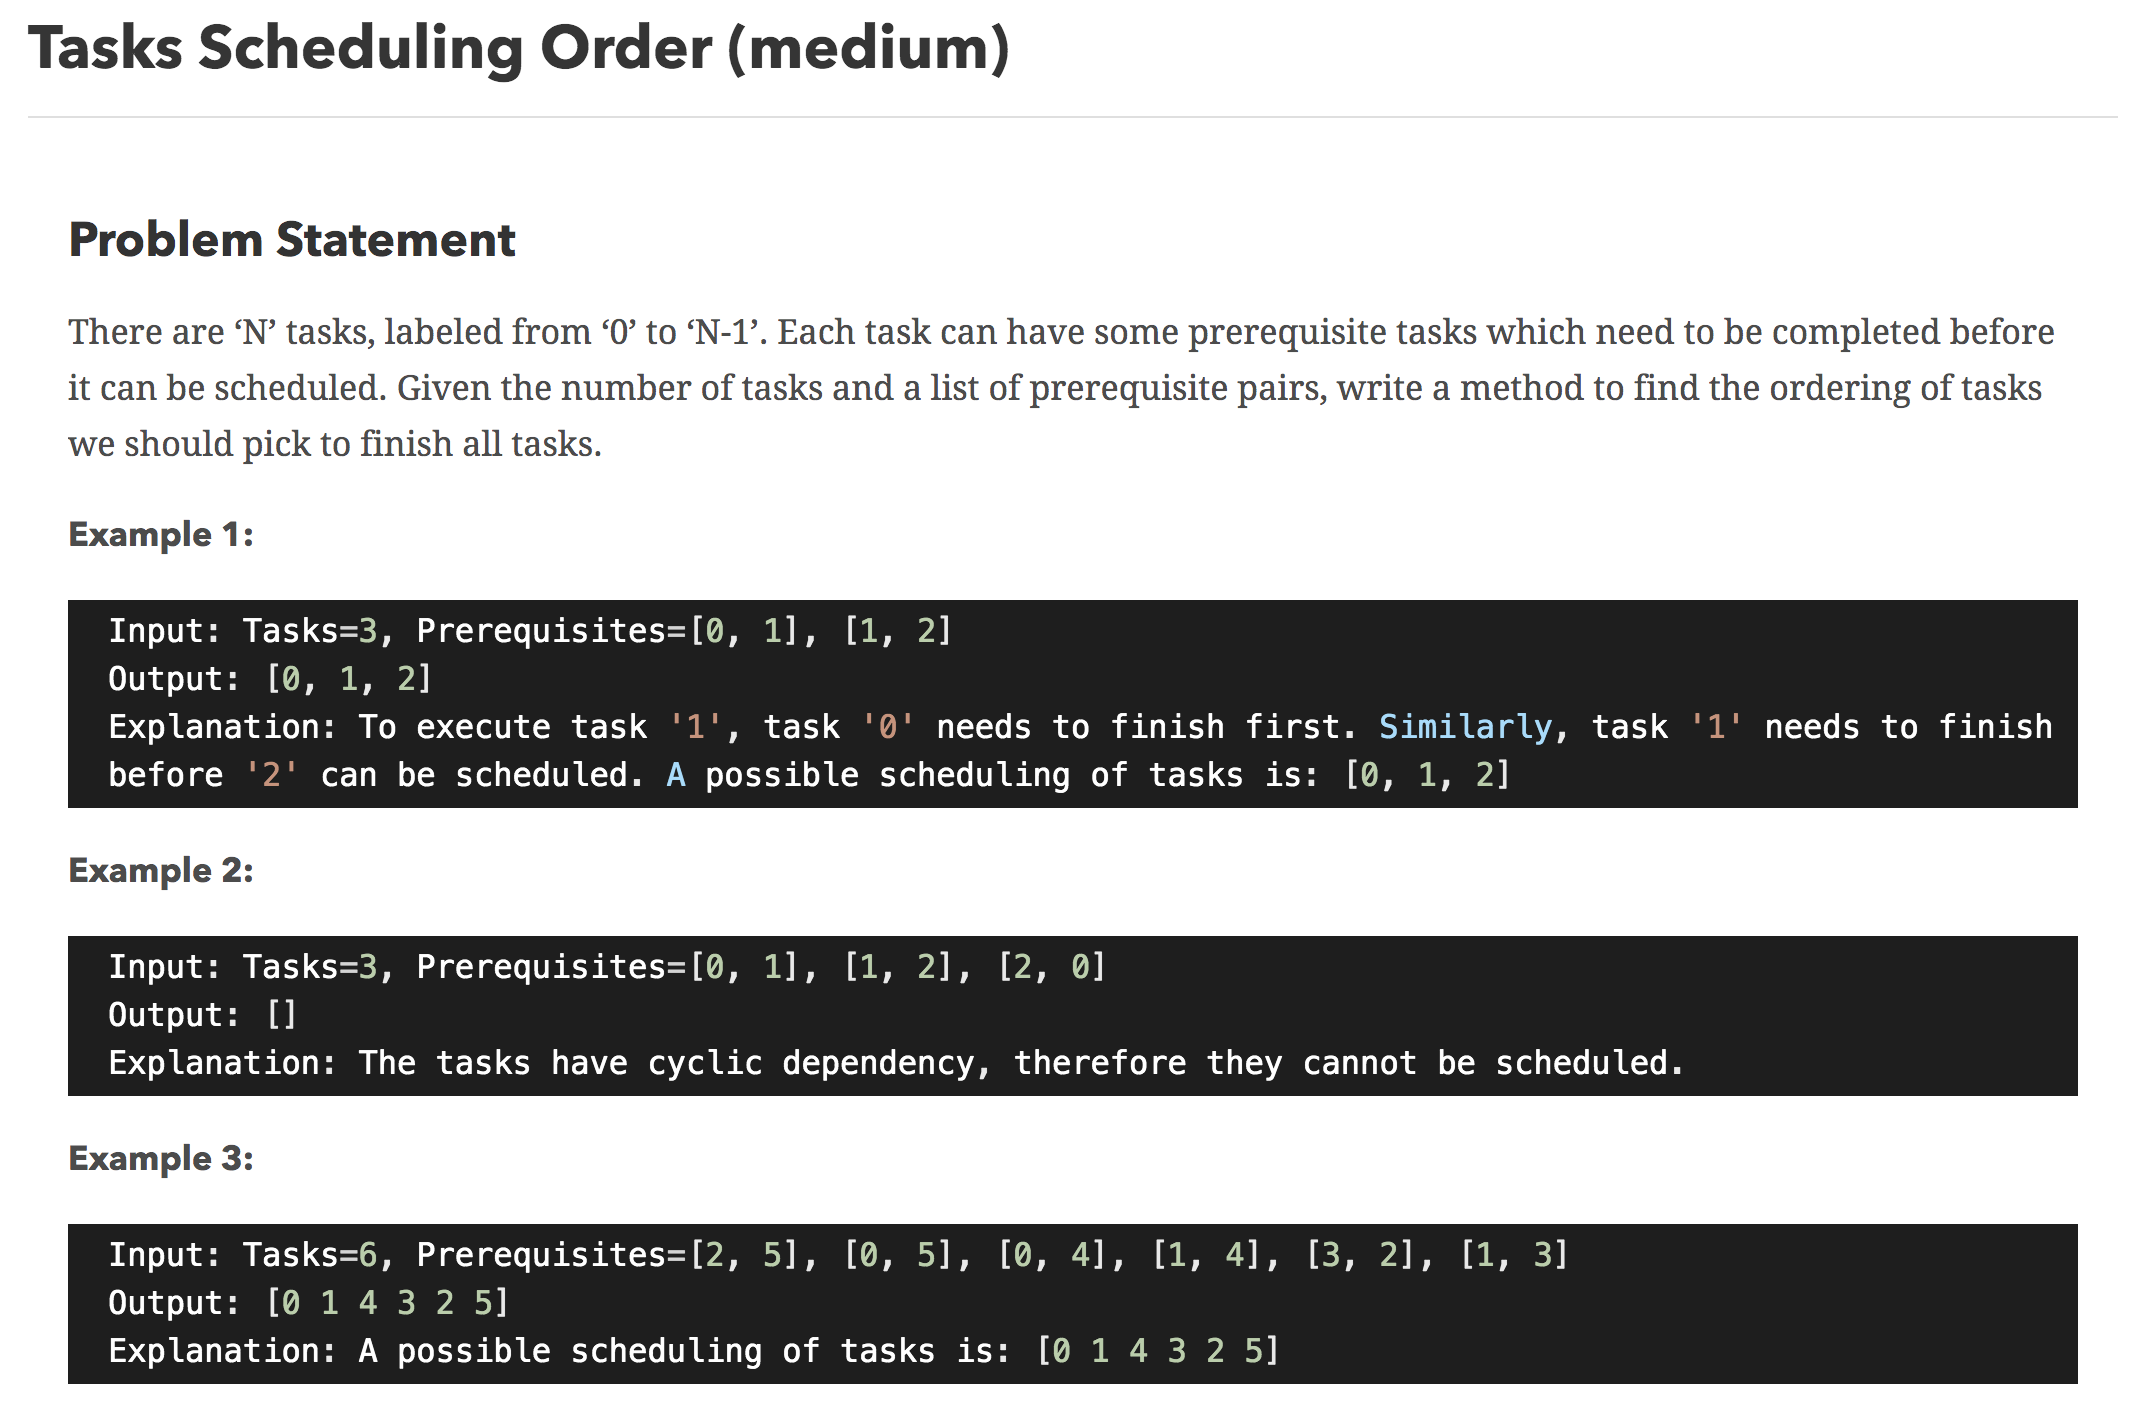 Tasks Scheduling Order (medium)
Problem Statement
There are ‘N’ tasks, labeled from ‘0’ to ‘N-1’. Each task can have some prerequisite tasks which need to be completed before
it can be scheduled. Given the number of tasks and a list of prerequisite pairs, write a method to find the ordering of tasks
we should pick to finish all tasks.
Example 1:
Input: Tasks=3, Prerequisites=[0, 1], [1, 2]
Output: [0, 1, 2]
Explanation: To execute task '1', task '0' needs to finish first. Similarly, task '1' needs to finish
before '2' can be scheduled. A possible scheduling of tasks is: [0, 1, 2]
Example 2:
Input: Tasks=3, Prerequisites=[0, 1], [1, 2], [2, 0]
Output: []
Explanation: The tasks have cyclic dependency, therefore they cannot be scheduled.
Example 3:
Input: Tasks=6, Prerequisites=[2, 5], [0, 5], [0, 4], [1, 4], [3, 2], [1, 3]
Output: [0 1 4 3 2 5]
Explanation: A possible scheduling of tasks is: [0 1 4 3 2 5]